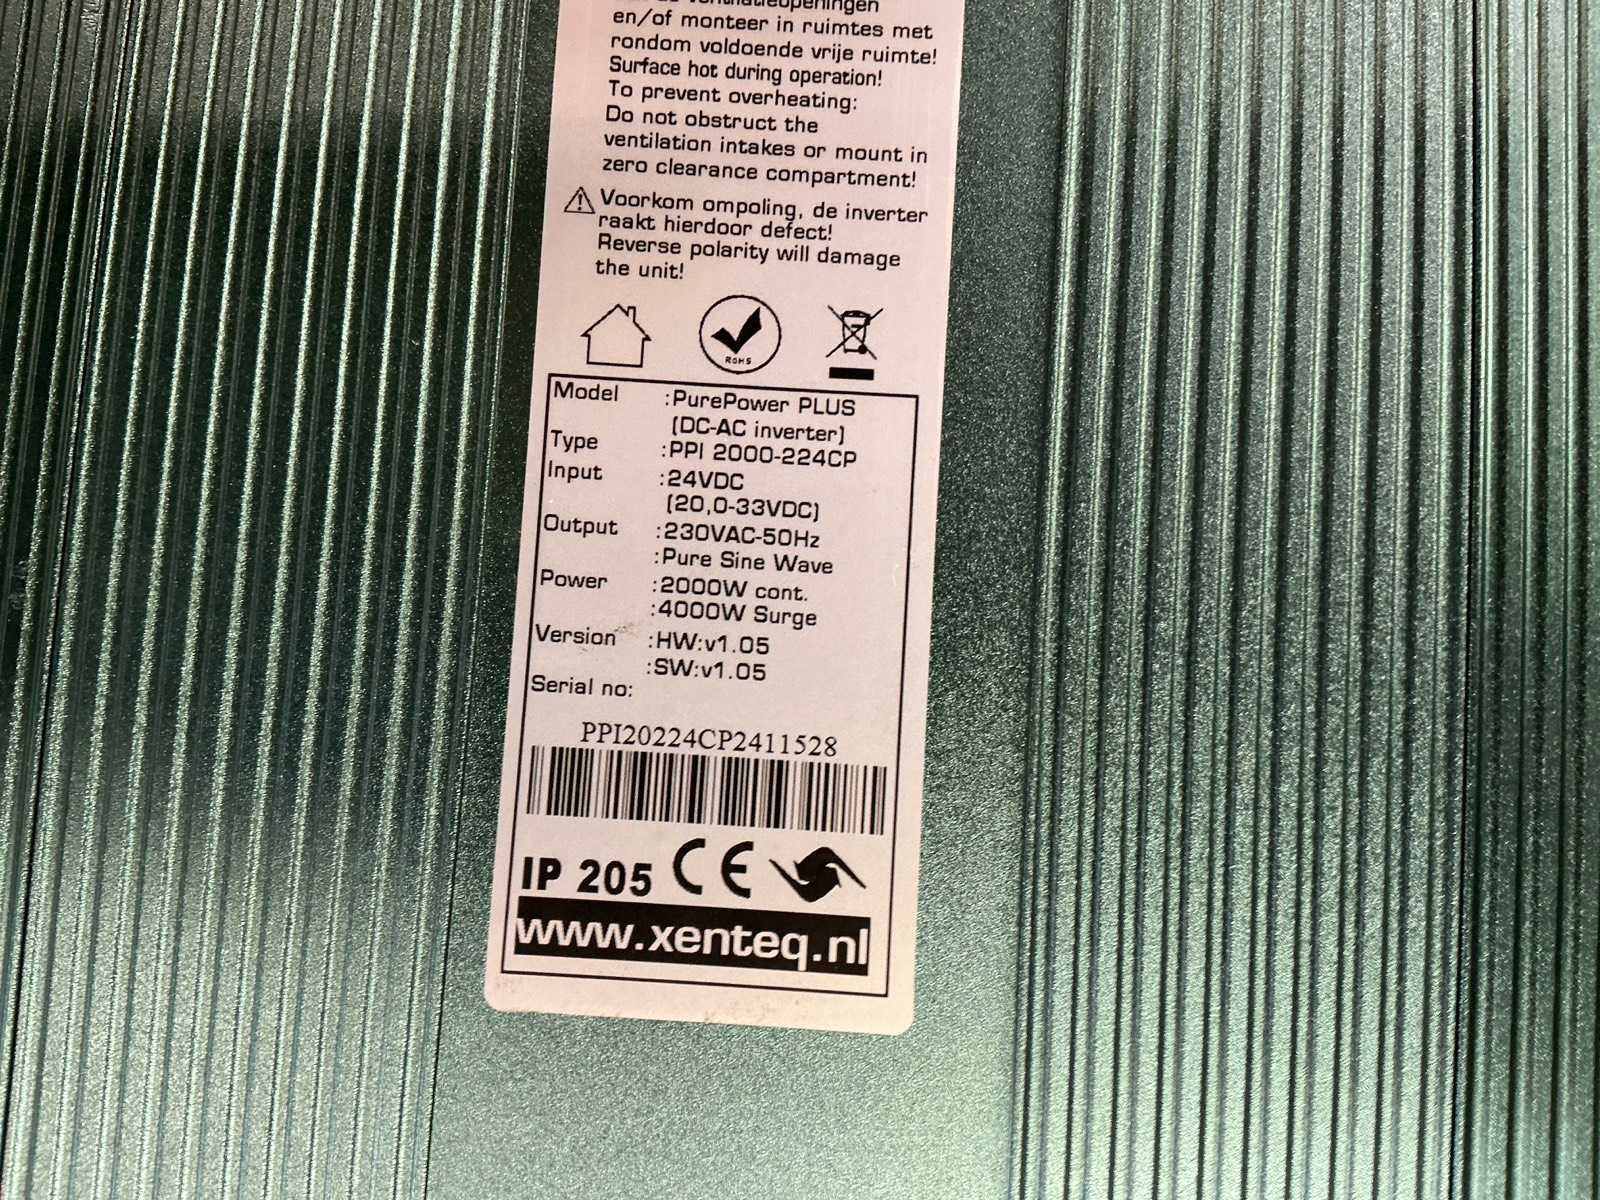 ventilatieopeningen
en/of monteer in ruimtes met
rondom voldoende vrije ruimte!
Surface hot during operation!
To prevent overheating:
Do not obstruct the
ventilation intakes or mount in
zero clearance compartment!
Voorkom ompoling, de inverter
raakt hierdoor defect!
Reverse polarity will damage
the unit!
ROHS
Model :PurePower PLUS
(DC-AC inverter)
Type :PPI 2000-224CP
Input :24VDC
(20,0-33VDC)
Output :230VAC-50Hz
:Pure Sine Wave
Power :2000W cont.
:4000W Surge
Version :HW:v1.05
:SW:v1.05
Serial no:
PPI20224CP2411528
IP 205 CE
www.xenteq.nl